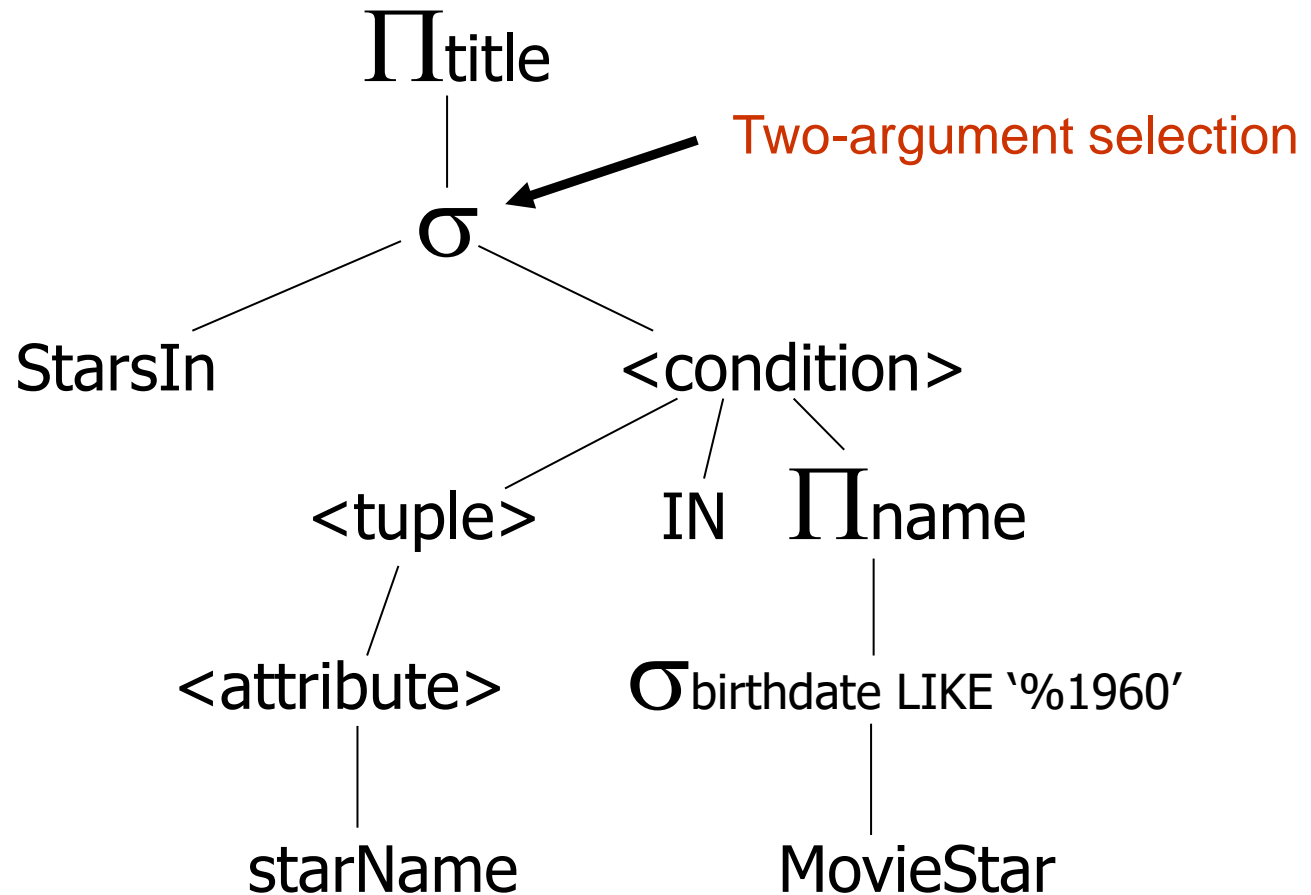 Πtitle
Two-argument selection
σ
StarsIn
<condition>
<tuple>
IN
Πname
<attribute>
σbirthdate LIKE ‘%1960’
starName
MovieStar